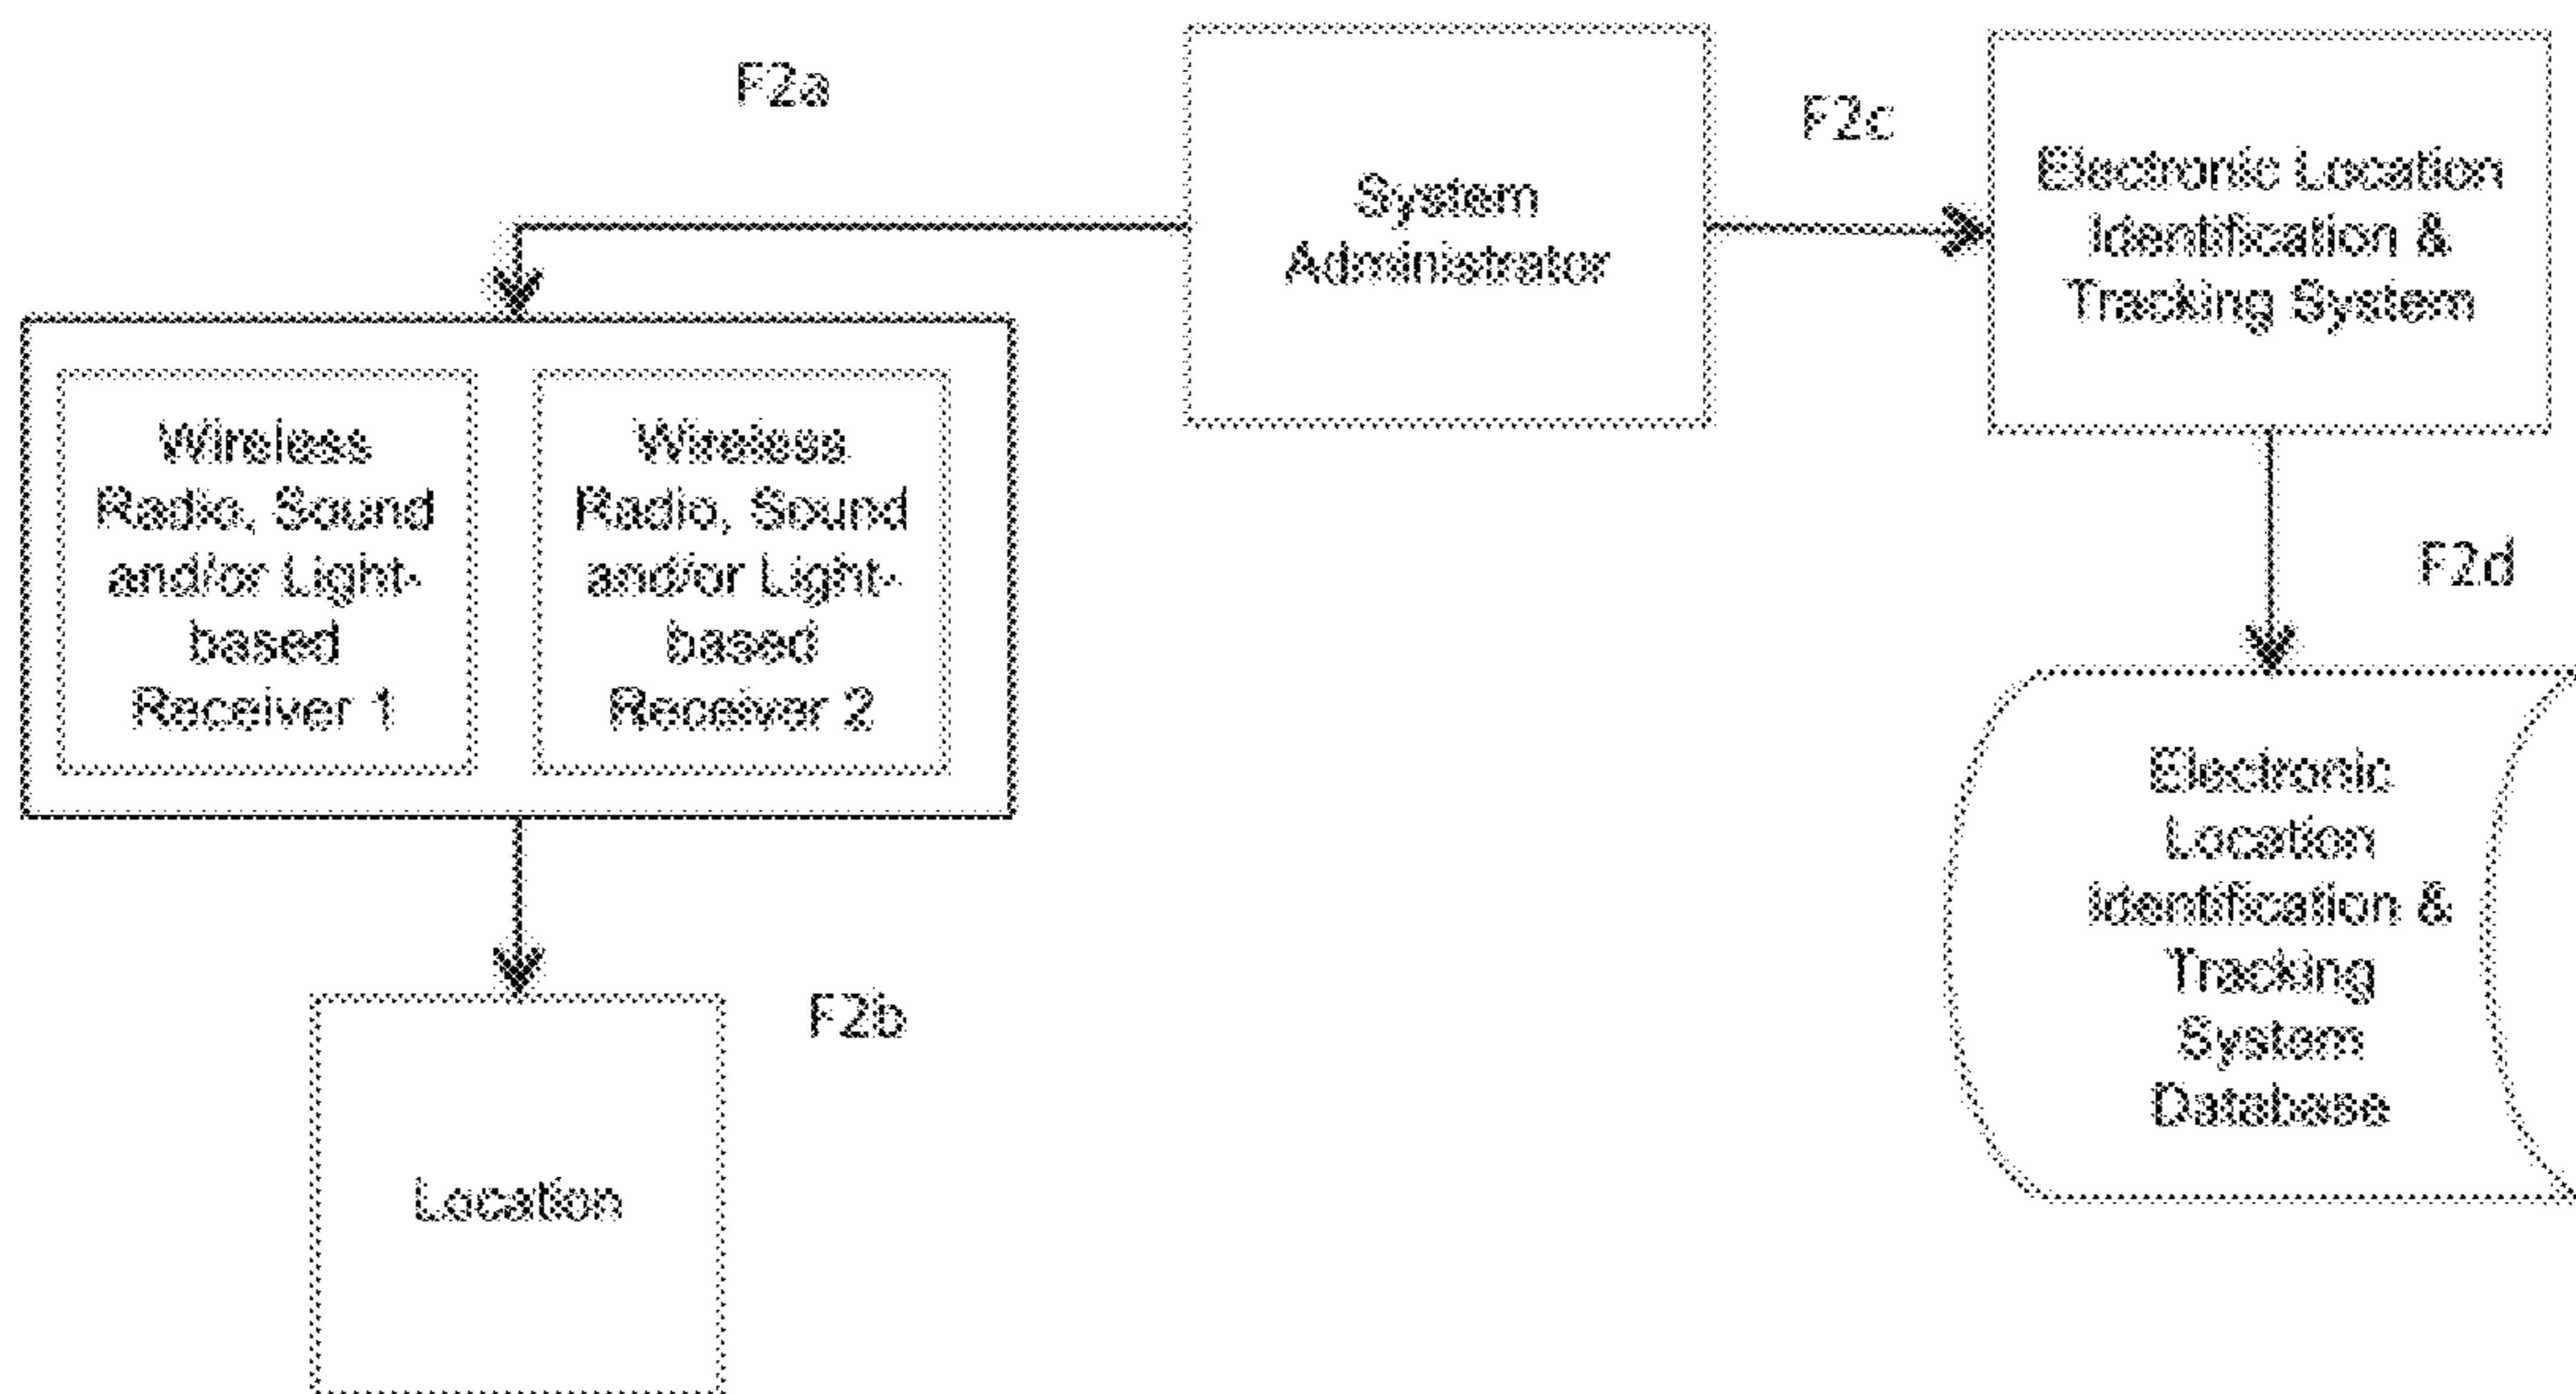 F2a
System
Administrator
F2c
Electronic Location
Identification &
Tracking System
Wireless
Radio, Sound
and/or Light-
based
Receiver 1
Wireless
Radio, Sound
and/or Light-
based
Receiver 2
F2d
Electronic
Location
Identification &
Tracking
System
Database
F2b
Location